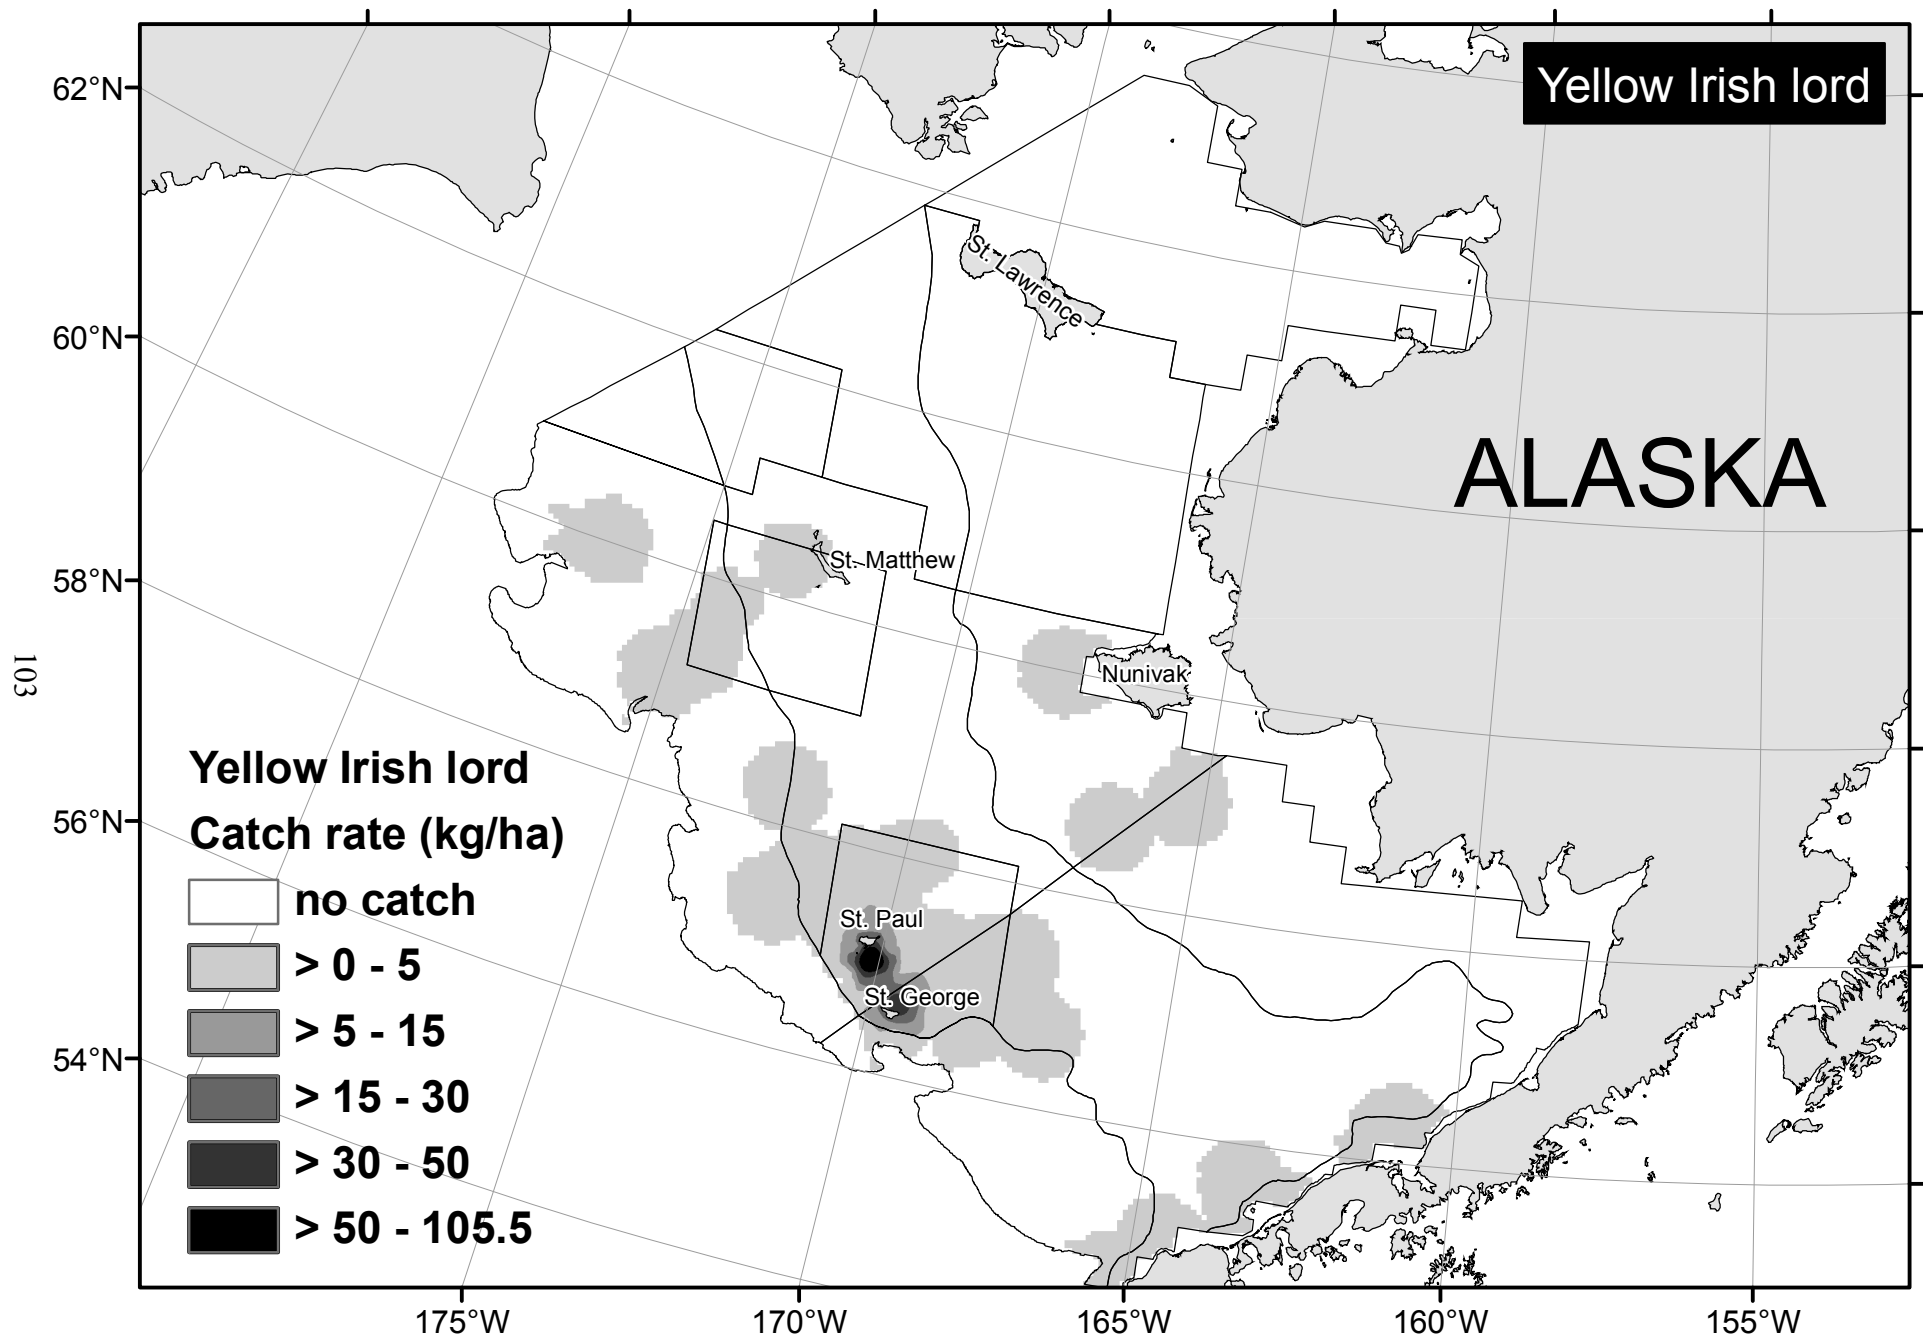 Yellow Irish lord
62°N
60°N
58°N
56°N
54°N
St. Lawrence
ALASKA
St. Matthew
Nunivak
St. Paul
St. George
103
Yellow Irish lord
Catch rate (kg/ha)
no catch
> 0 - 5
> 5 - 15
> 15 - 30
> 30 - 50
> 50 - 105.5
175°W
170°W
165°W
160°W
155°W